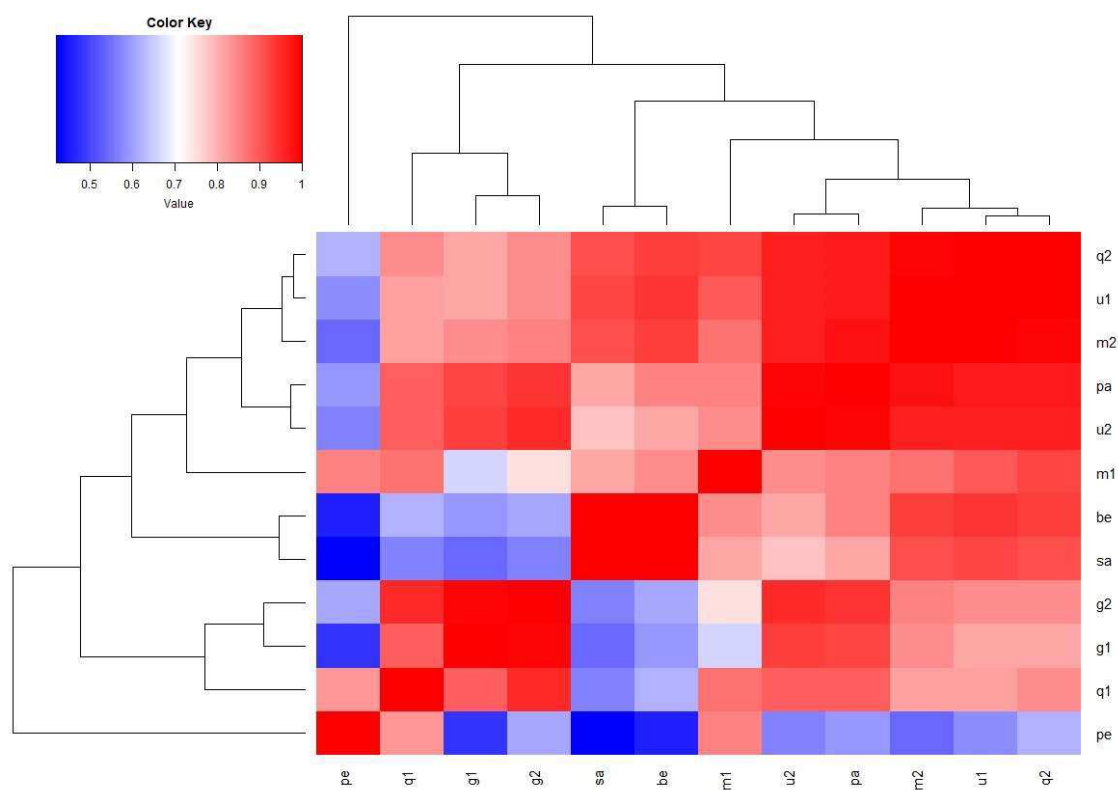 Color Key
0.5 0.6 0.7 0.8 0.9 1
Value
q2
u1
m2
pa
u2
m1
be
sa
g2
g1
q1
pe
pe q1 g1 g2 sa be m1 u2 pa m2 u1 q2